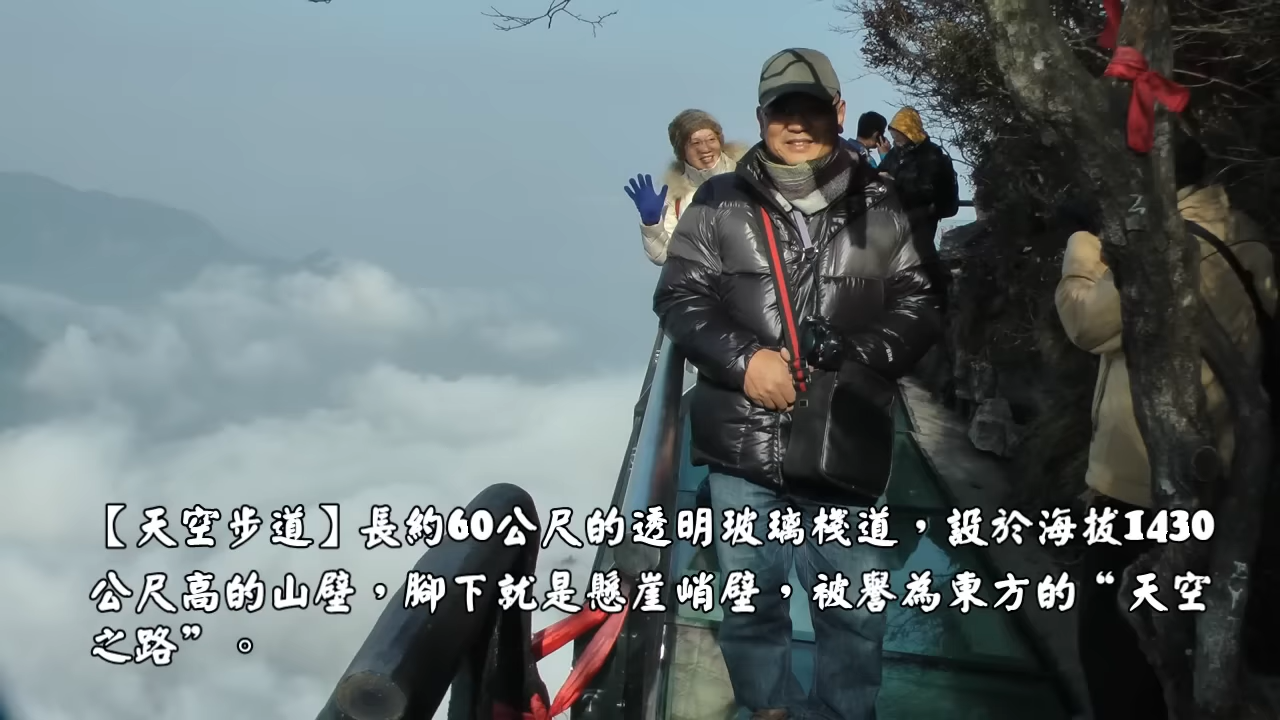 【天空步道】長約60公尺的透明玻璃棧道，設於海拔1430
公尺高的山壁，腳下就是懸崖峭壁，被譽為東方的“天空
之路”。